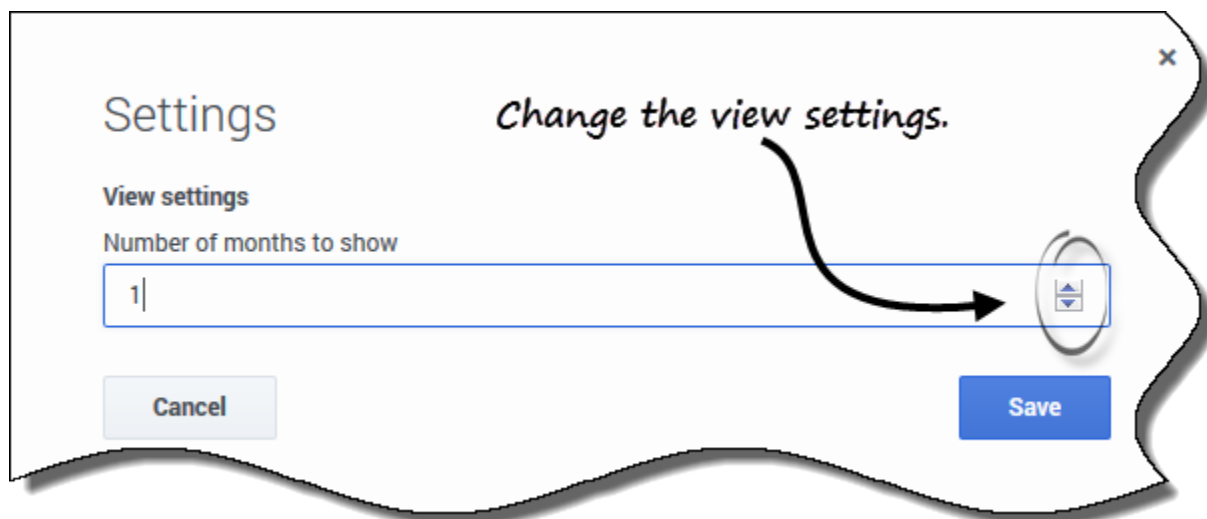 ×
Settings
Change the view settings.
View settings
Number of months to show
1
Cancel
Save